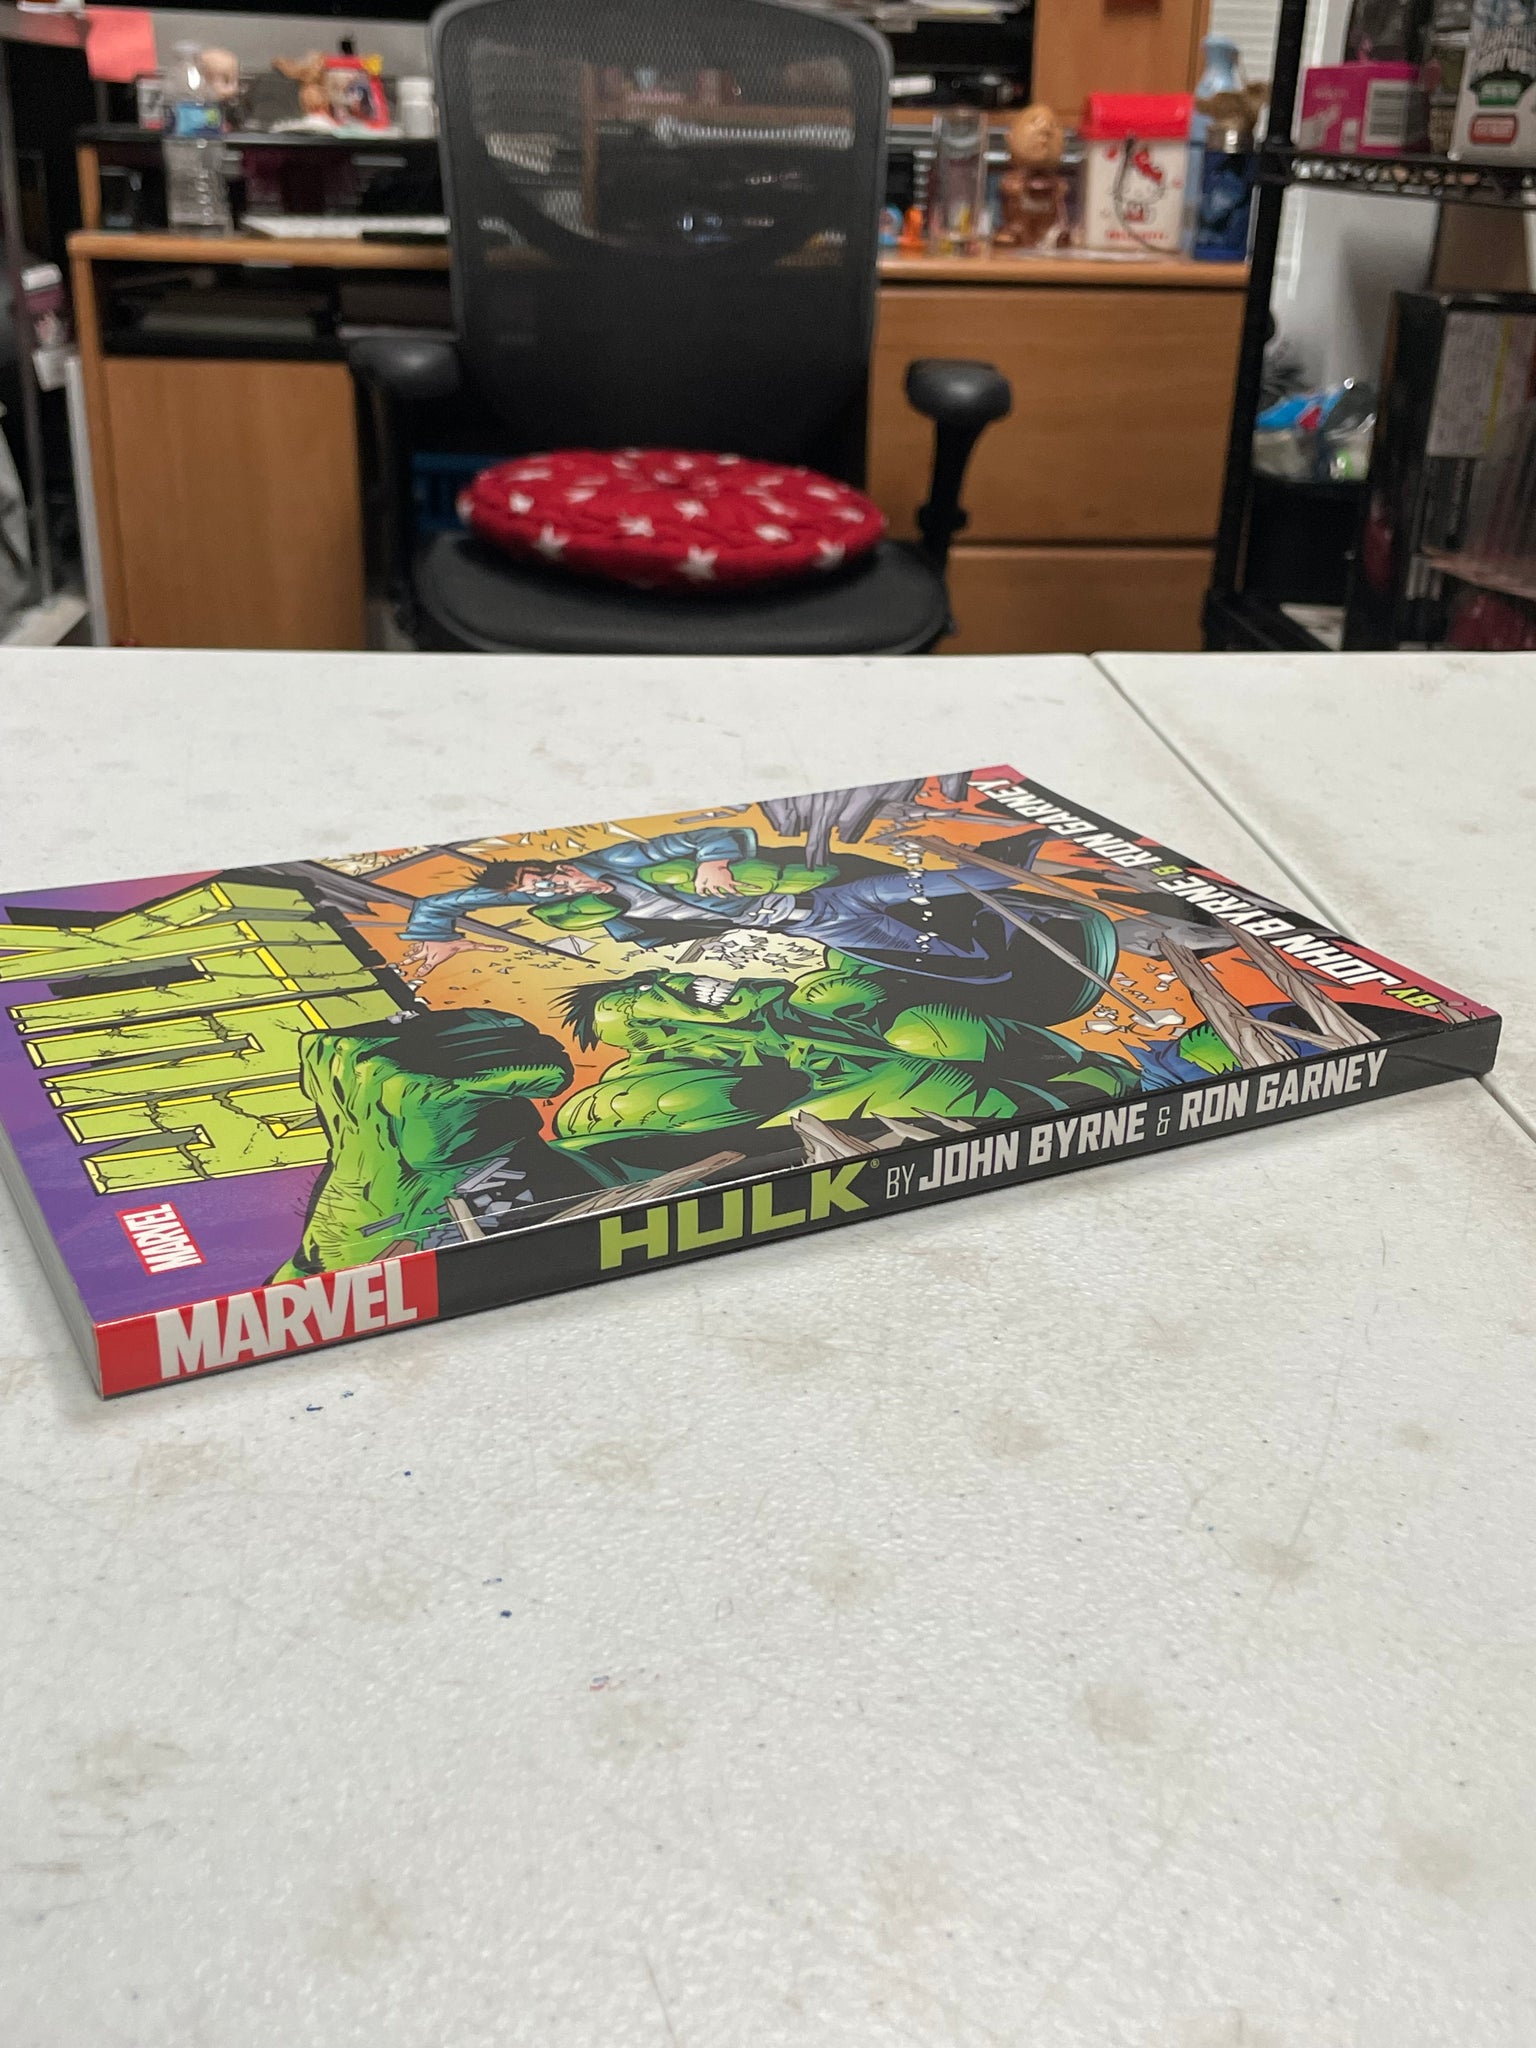 HULK
MARVEL
BY JOHN BYRNE & RON GARNEY
MARVEL HULK® BY JOHN BYRNE & RON GARNEY